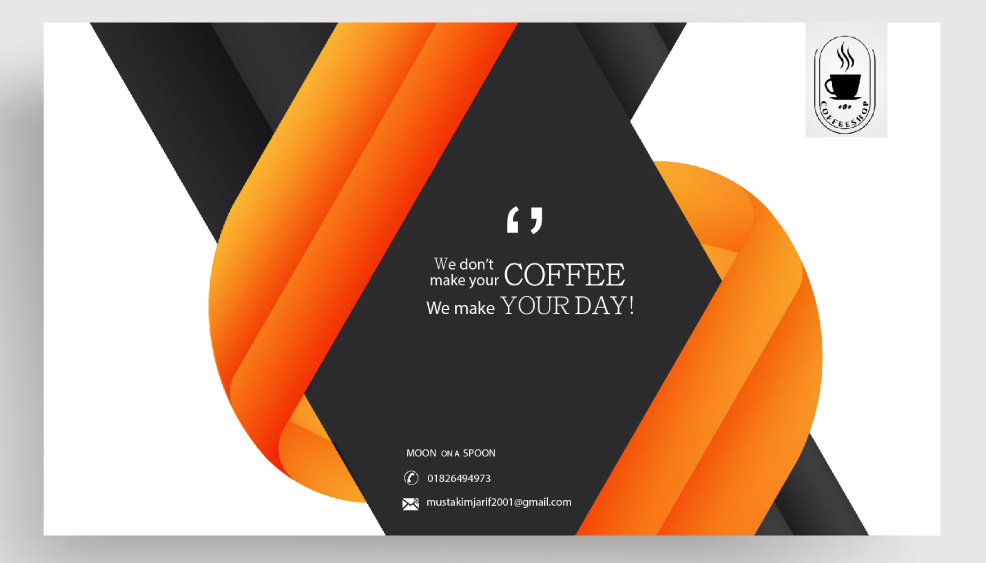 COFFEESHOP
“
We don't
make your COFFEE
We make YOUR DAY!
MOON ON A SPOON
01826494973
mustakimjarif2001@gmail.com